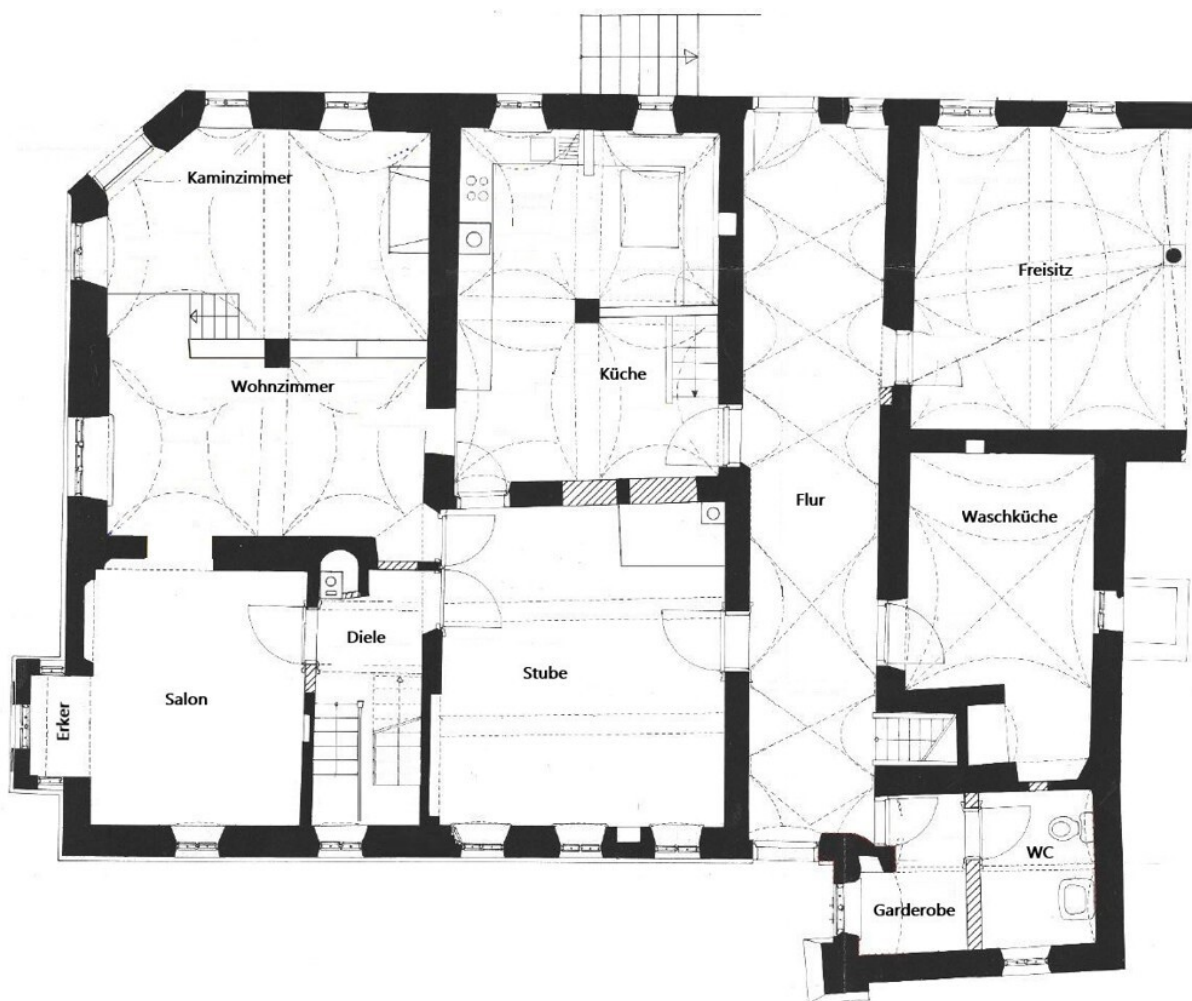 Kaminzimmer
Freisitz
Küche
Wohnzimmer
Flur
Waschküche
Diele
Stube
Salon
Erker
WC
Garderobe